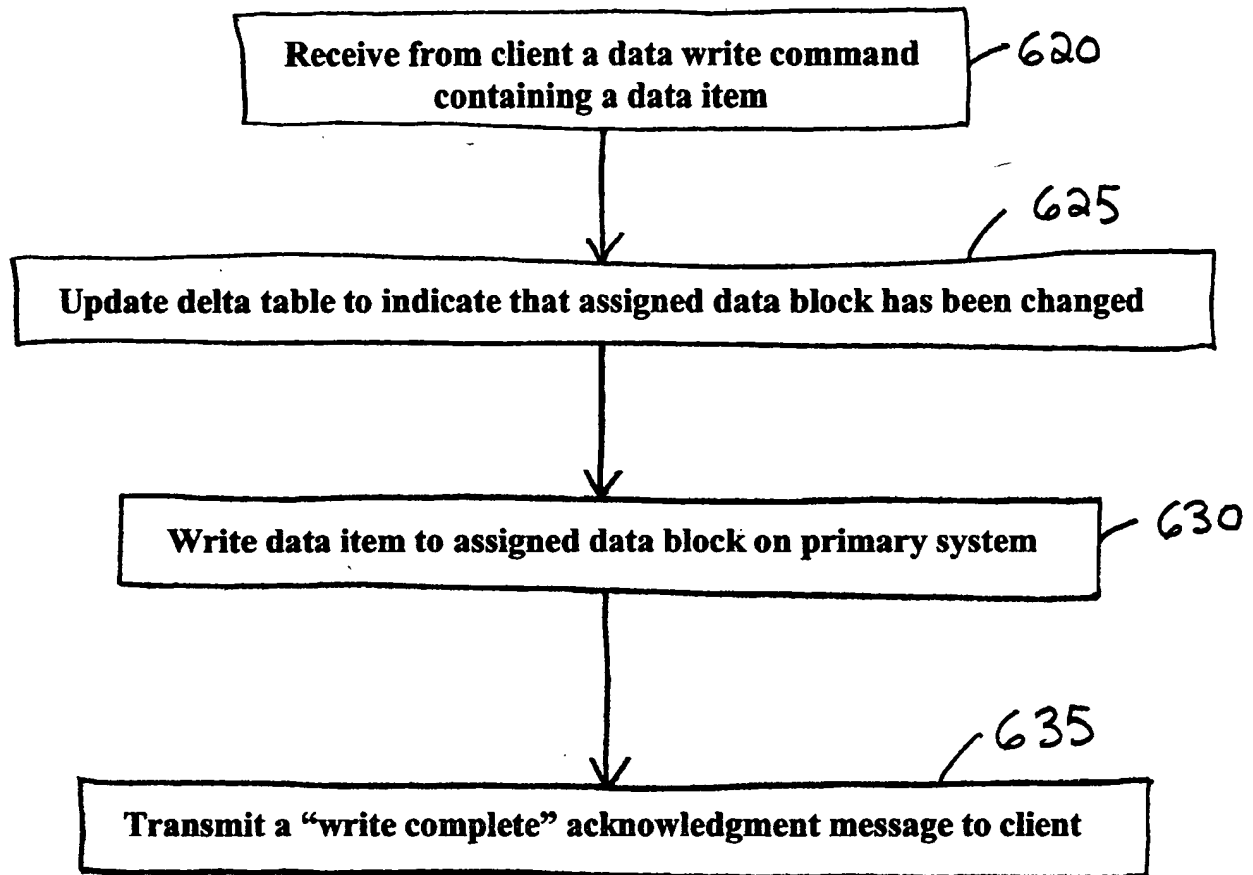 Receive from client a data write command
containing a data item
620
625
Update delta table to indicate that assigned data block has been changed
Write data item to assigned data block on primary system
630
635
Transmit a “write complete” acknowledgment message to client